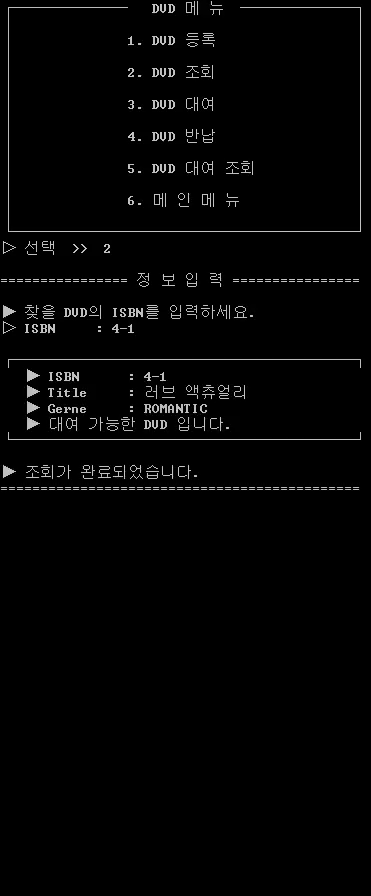 DVD 메 뉴
1. DVD 등록
2. DVD 조회
3. DVD 대여
4. DVD 반납
5. DVD 대여 조회
6. 메 인 메 뉴
▷ 선택 >> 2
================ 정 보 입 력 ================
▶ 찾을 DVD의 ISBN를 입력하세요.
▷ ISBN : 4-1
▶ ISBN : 4-1
▶ Title : 러브 액츄얼리
▶ Gerne : ROMANTIC
▶ 대여 가능한 DVD 입니다.
▶ 조회가 완료되었습니다.
=============================================